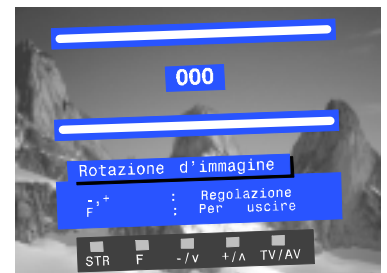 000
Rotazione d'immagine
-,+ : Regolazione
F : Per uscire
STR F -/v +/ʌ TV/AV